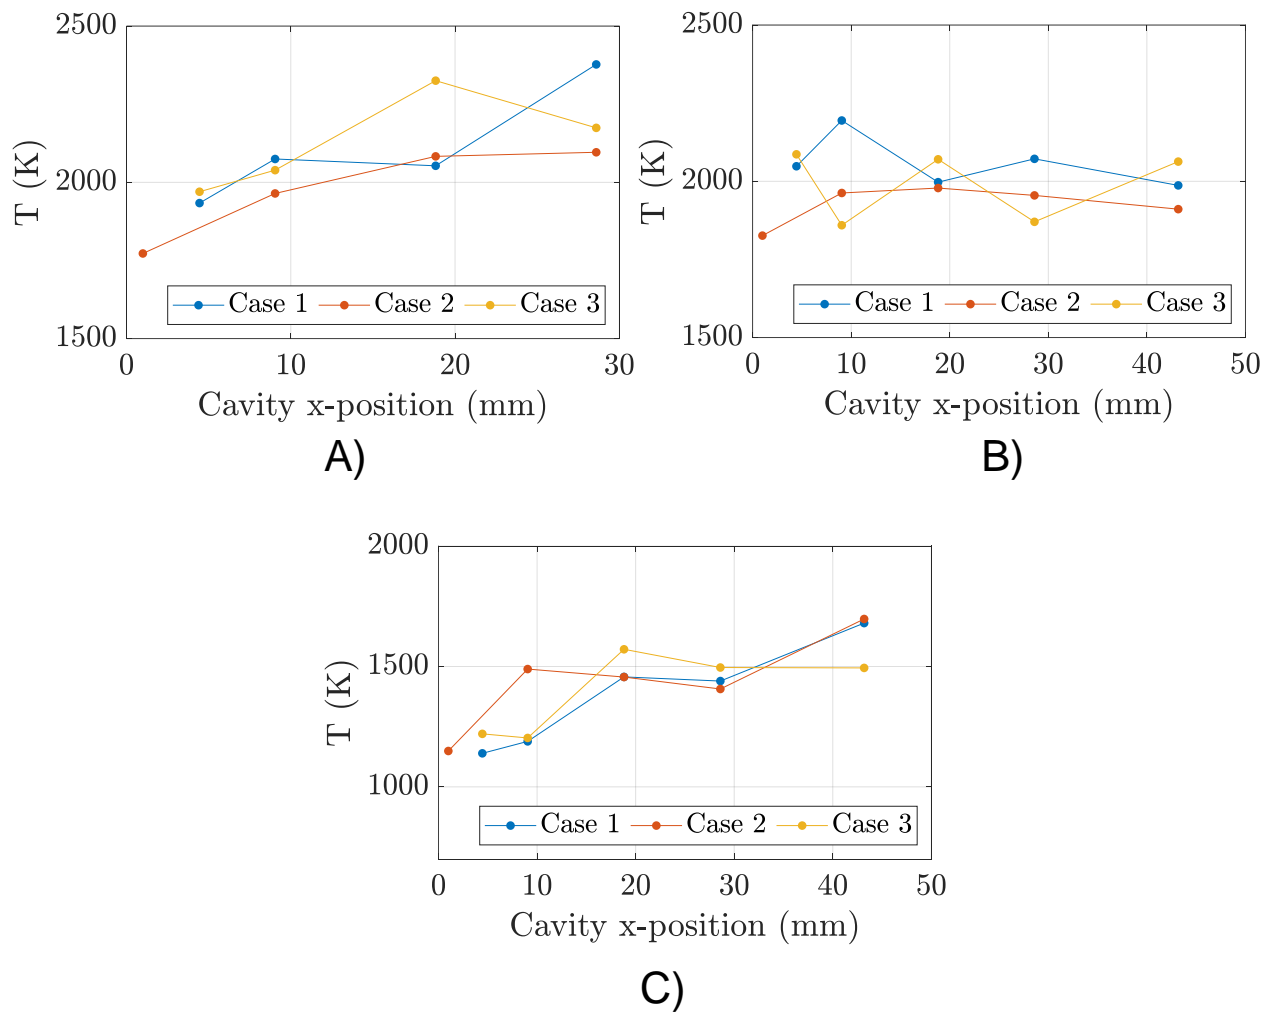 2500
2000
1500
T (K)
0 10 20 30
Cavity x-position (mm)
Case 1 Case 2 Case 3
A)
2500
2000
1500
T (K)
0 10 20 30 40 50
Cavity x-position (mm)
Case 1 Case 2 Case 3
B)
2000
1500
1000
T (K)
0 10 20 30 40 50
Cavity x-position (mm)
Case 1 Case 2 Case 3
C)